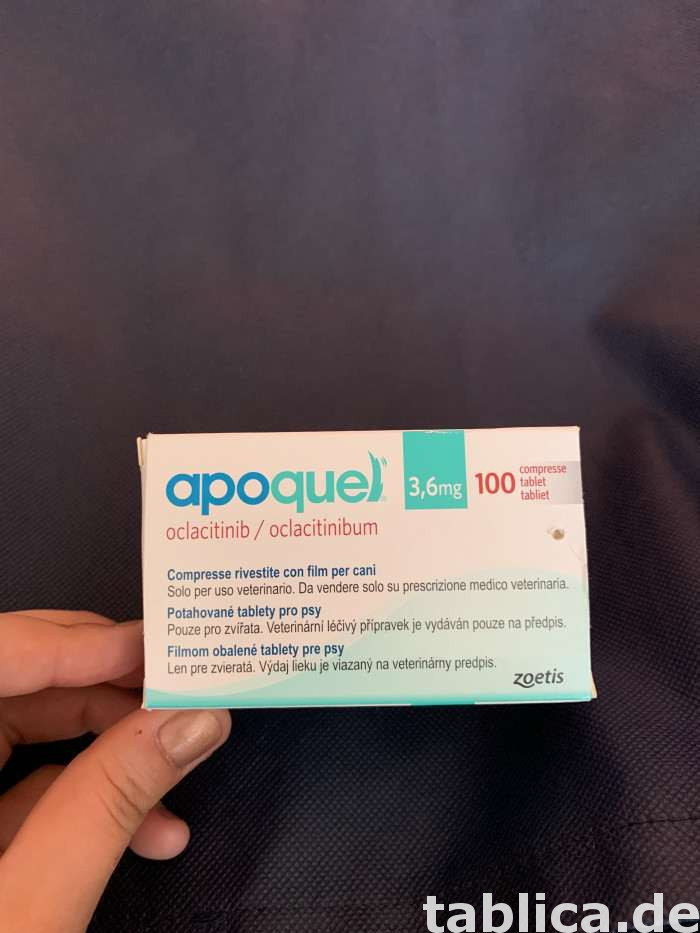 apoquel
3,6mg
100
compresse
tablet
tabliet
oclacitinib / oclacitinibum
Compresse rivestite con film per cani
Solo per uso veterinario. Da vendere solo su prescrizione medico veterinaria.
Potahované tablety pro psy
Pouze pro zvířata. Veterinární léčivý přípravek je vydáván pouze na předpis.
Filmom obalené tablety pre psy
Len pre zvieratá. Výdaj lieku je viazaný na veterinárny predpis.
zoetis
tablica.de